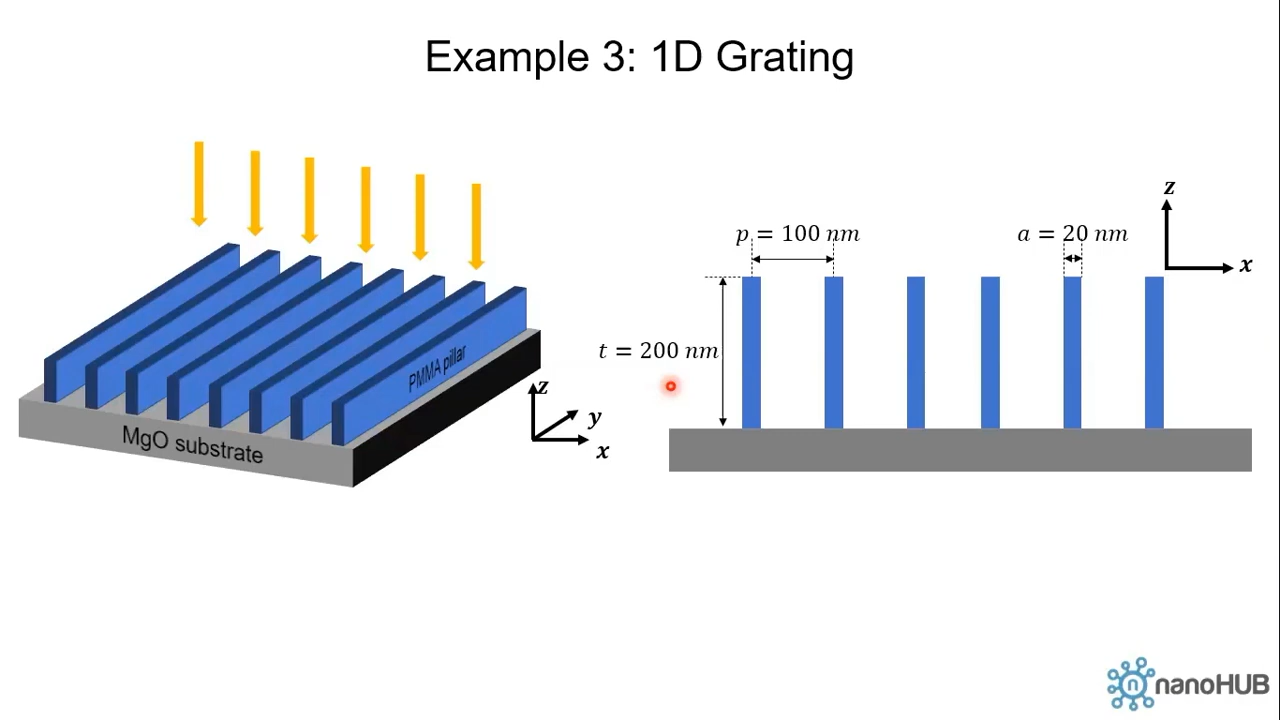 Example 3: 1D Grating
PMMA pillar
MgO substrate
z
y
x
p = 100 nm
a = 20 nm
t = 200 nm
z
x
n nanoHUB